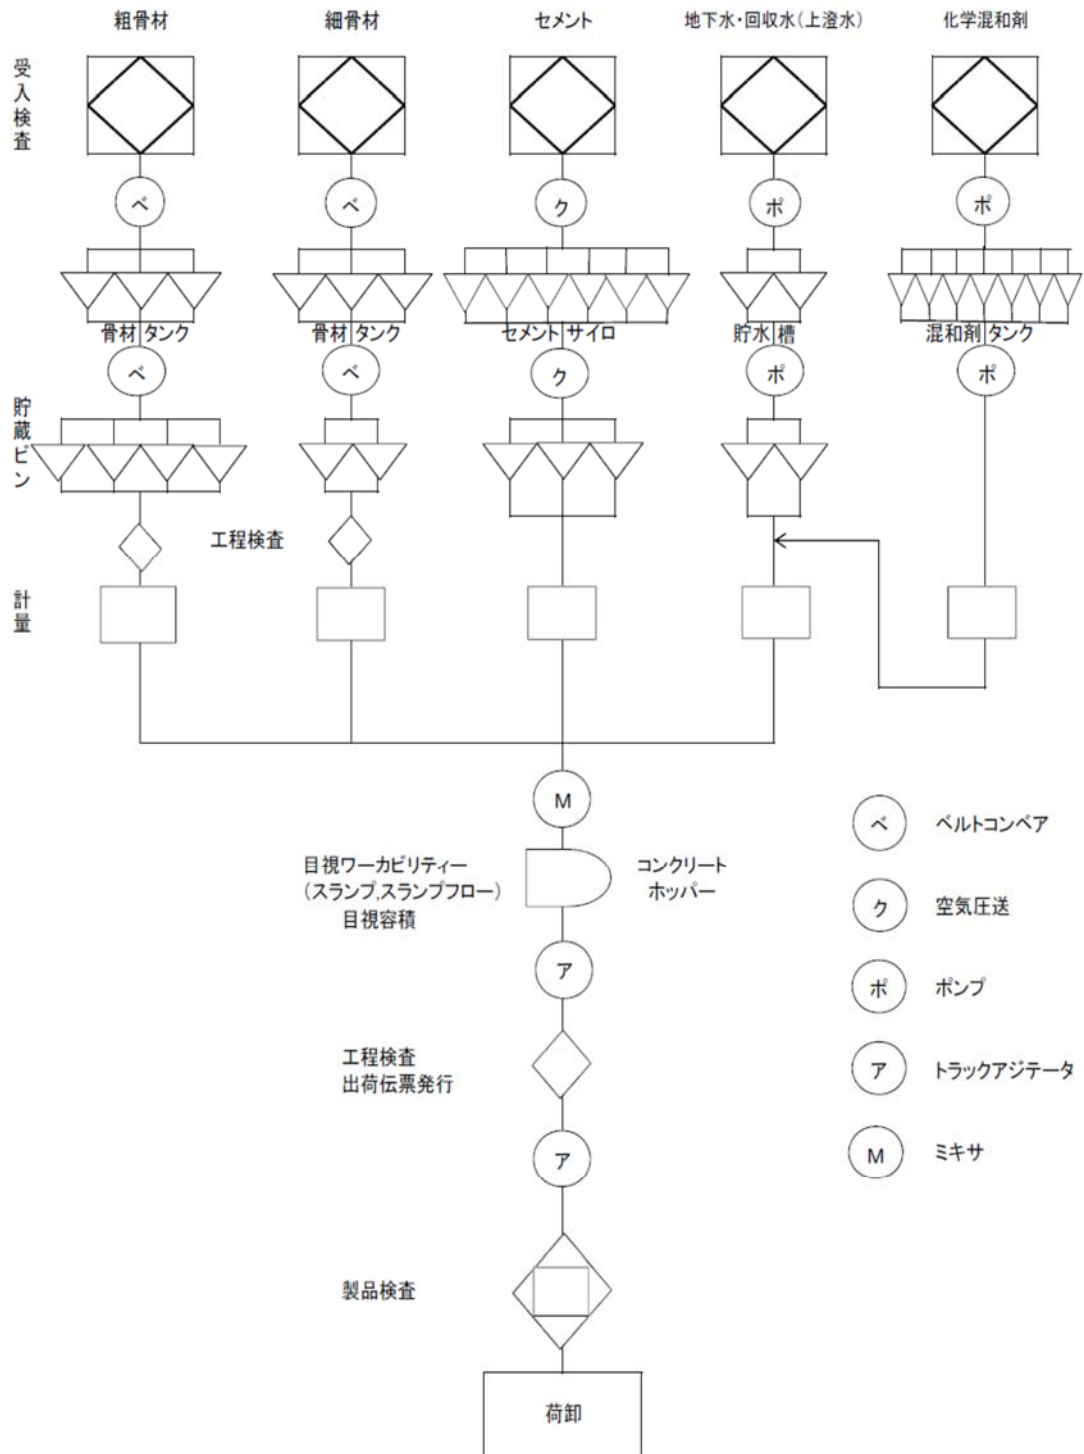 粗骨材
細骨材
セメント
地下水・回収水(上澄水)
化学混和剤
受入検査
ベ
ベ
ク
ポ
ポ
骨材タンク
骨材タンク
セメントサイロ
貯水槽
混和剤タンク
ベ
ベ
ク
ポ
ポ
貯蔵ビン
工程検査
計量
M
目視ワーカビリティー
(スランプ,スランプフロー)
目視容積
コンクリート
ホッパー
ア
工程検査
出荷伝票発行
ア
製品検査
荷卸
ベ ベルトコンベア
ク 空気圧送
ポ ポンプ
ア トラックアジテータ
M ミキサ